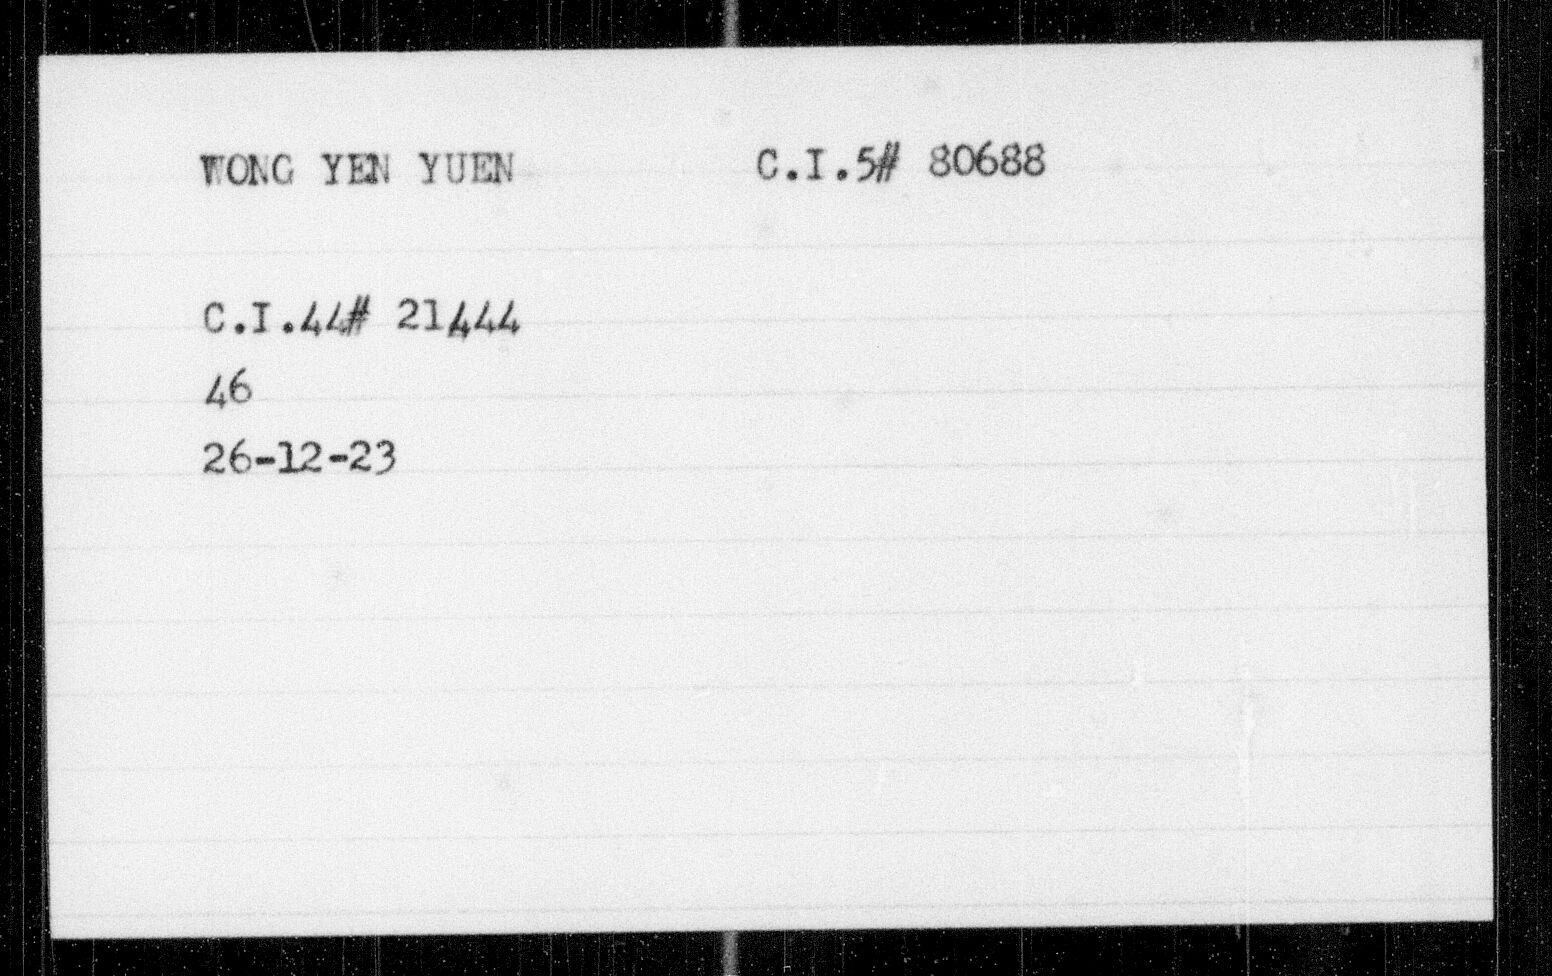 WONG YEN YUEN C.I.5# 80688
C.I.44# 21444
46
26-12-23